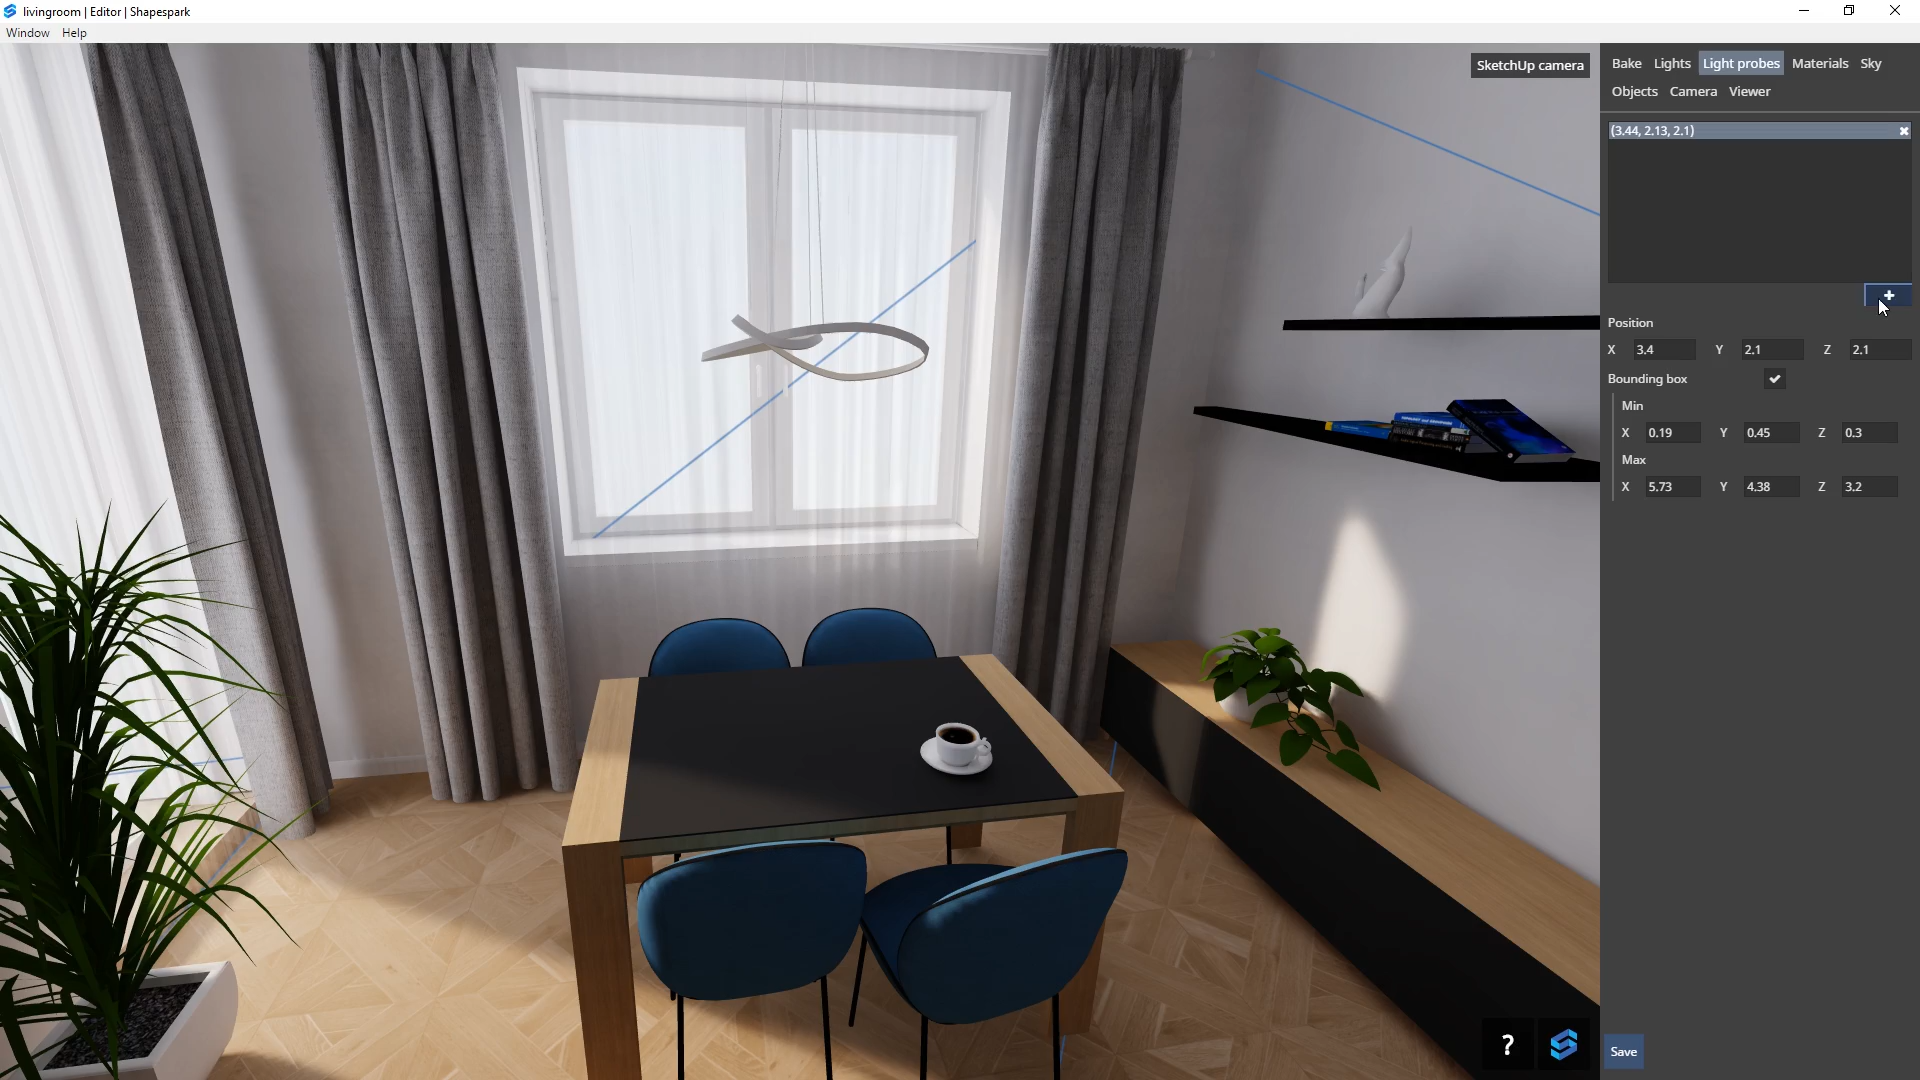 livingroom | Editor | Shapespark
Window Help
SketchUp camera
Bake Lights Light probes Materials Sky
Objects Camera Viewer
(3.44, 2.13, 2.1)
Position
X 3.4 Y 2.1 Z 2.1
Bounding box
Min
X 0.19 Y 0.45 Z 0.3
Max
X 5.73 Y 4.38 Z 3.2
?
Save